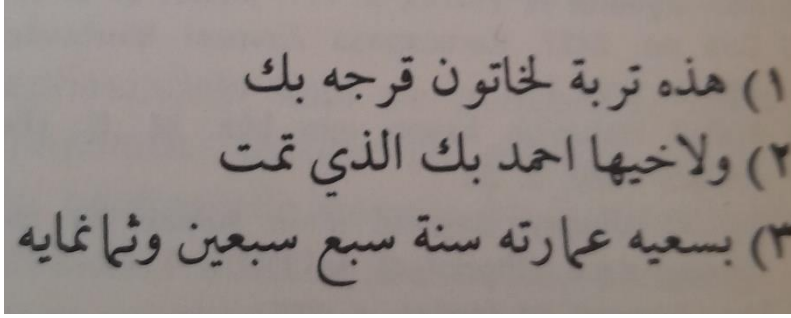 ١) هذه تربة لخاتون قرجه بك
٢) ولاخيها احمد بك الذي تمت
٣) بسعيه عمارته سنة سبع سبعين وثمانمايه